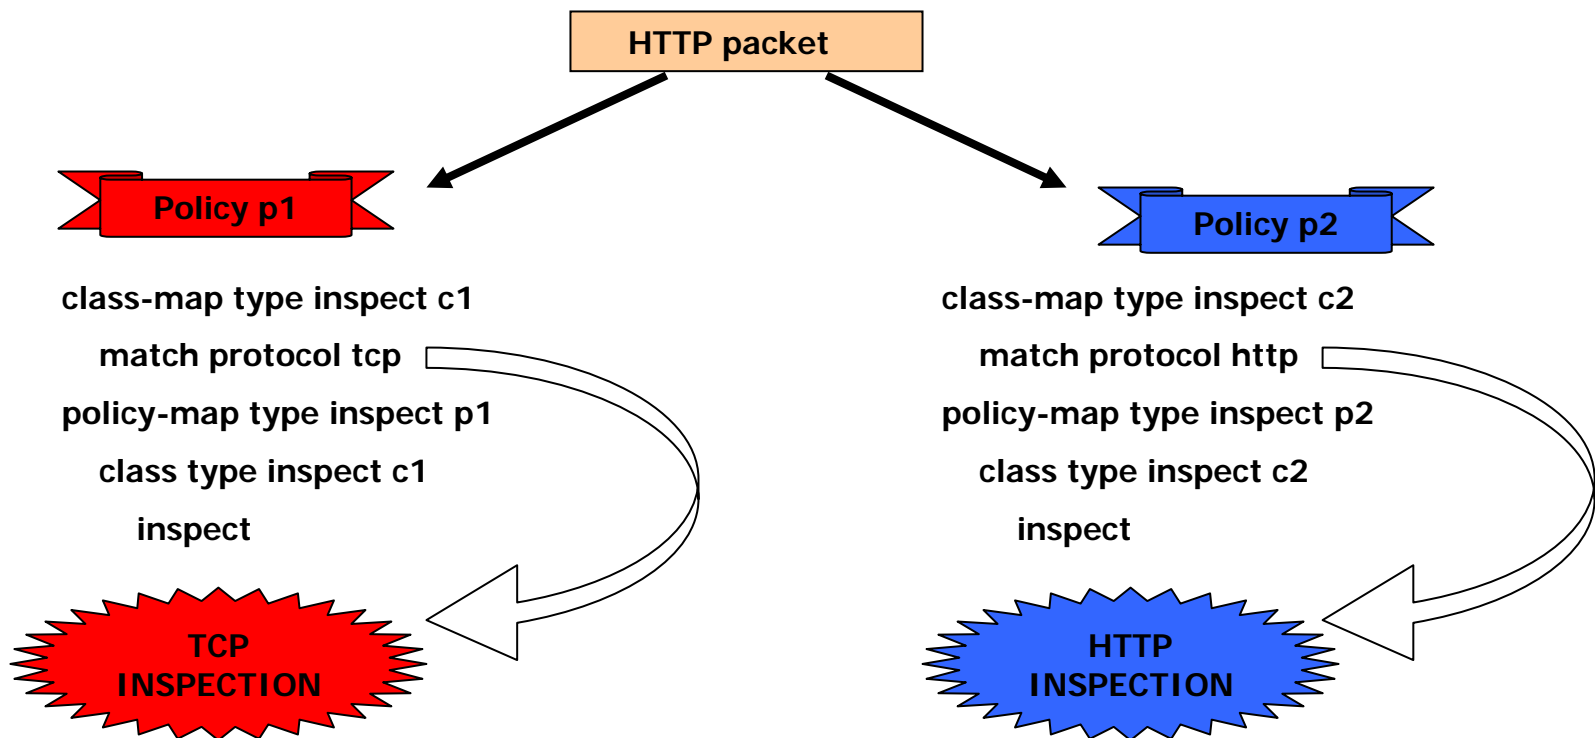 HTTP packet
Policy p1
class-map type inspect c1
match protocol tcp
policy-map type inspect p1
class type inspect c1
inspect
TCP
INSPECTION
Policy p2
class-map type inspect c2
match protocol http
policy-map type inspect p2
class type inspect c2
inspect
HTTP
INSPECTION